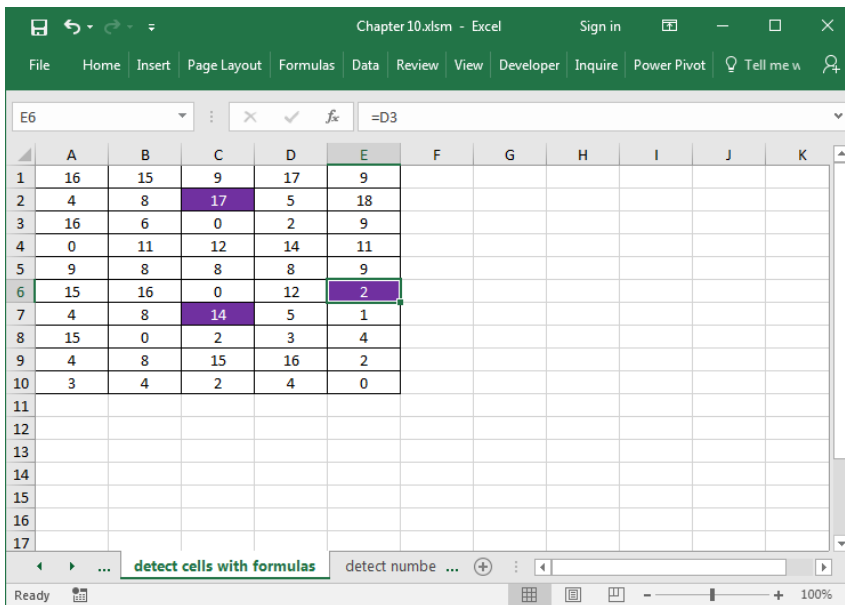 Chapter 10.xlsm - Excel Sign in
File Home Insert Page Layout Formulas Data Review View Developer Inquire Power Pivot Tell me w
E6 fx =D3
A B C D E F G H I J K
1 16 15 9 17 9
2 4 8 17 5 18
3 16 6 0 2 9
4 0 11 12 14 11
5 9 8 8 8 9
6 15 16 0 12 2
7 4 8 14 5 1
8 15 0 2 3 4
9 4 8 15 16 2
10 3 4 2 4 0
11
12
13
14
15
16
17
... detect cells with formulas detect numbe ...
Ready 100%